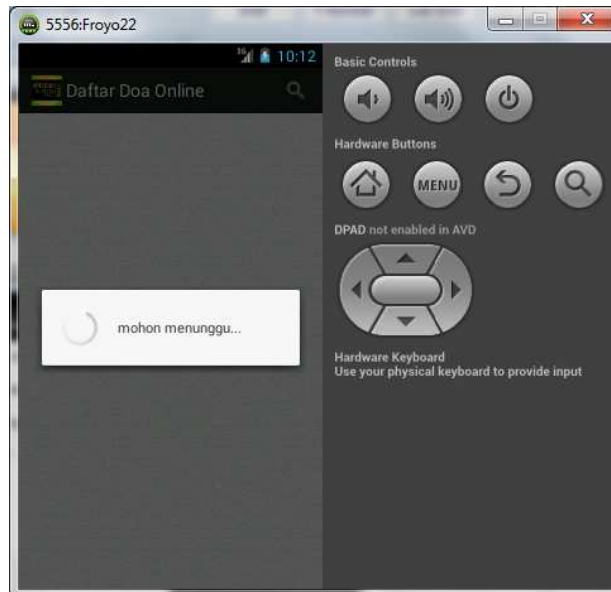 5556:Froyo22
3G 10:12
Daftar Doa Online
mohon menunggu...
Basic Controls
Hardware Buttons
MENU
DPAD not enabled in AVD
Hardware Keyboard
Use your physical keyboard to provide input